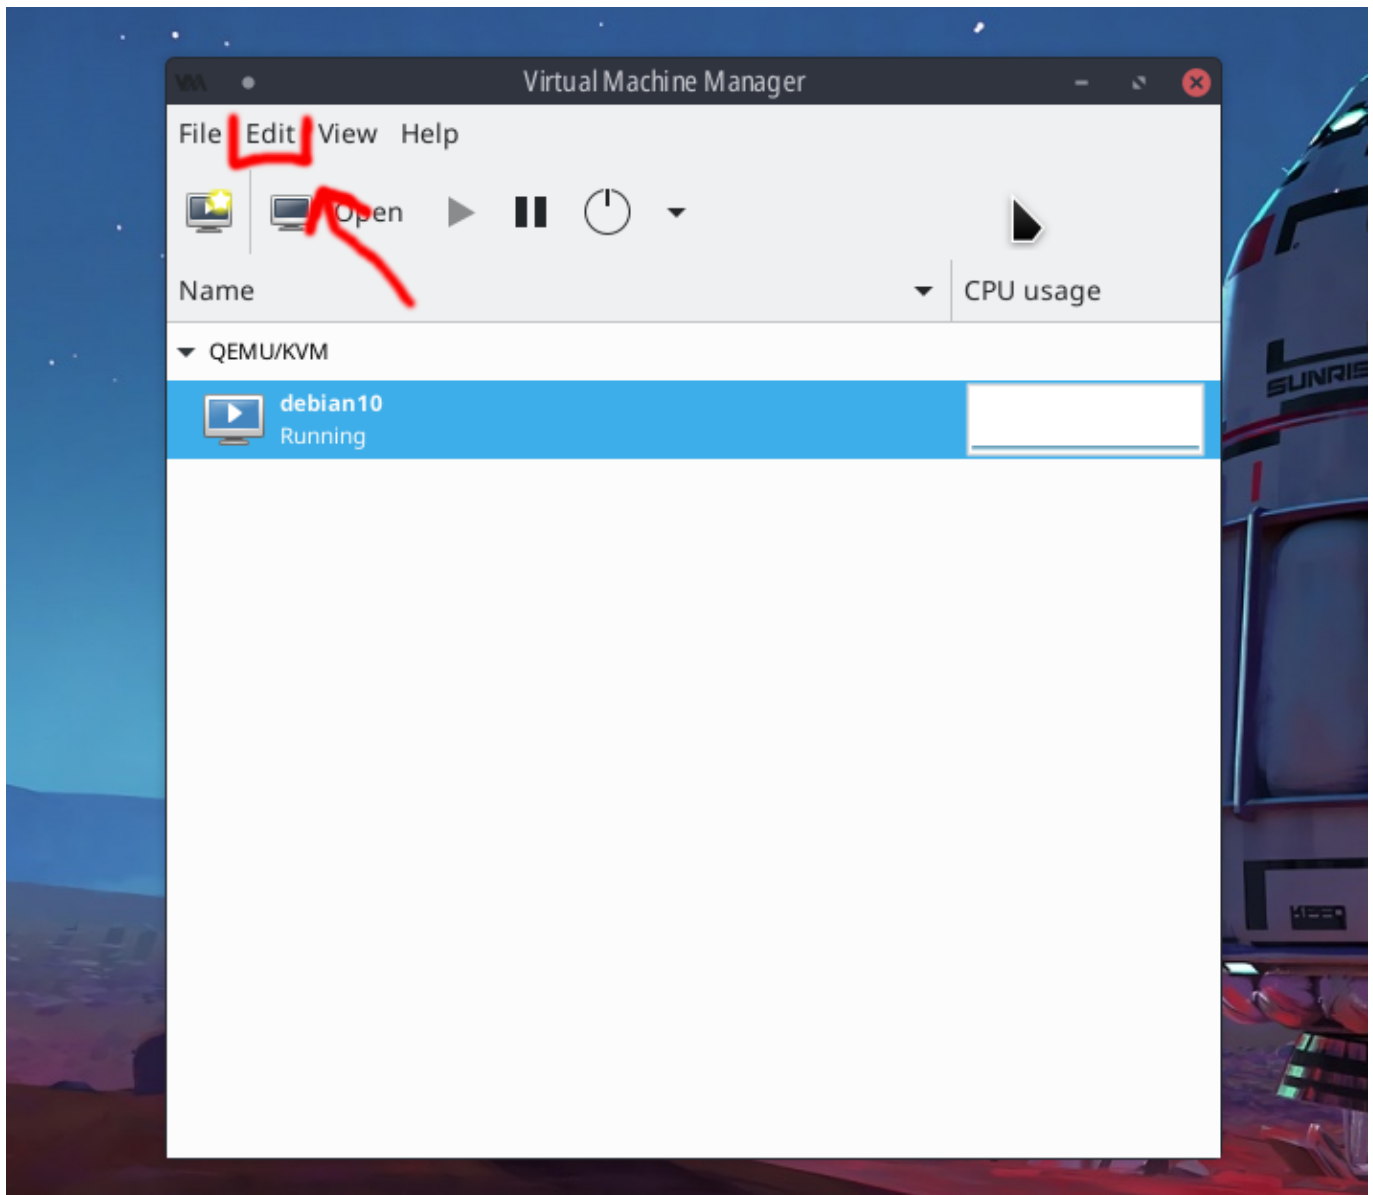 Virtual Machine Manager
File Edit View Help
Open
Name CPU usage
QEMU/KVM
debian10
Running
SUNRIS